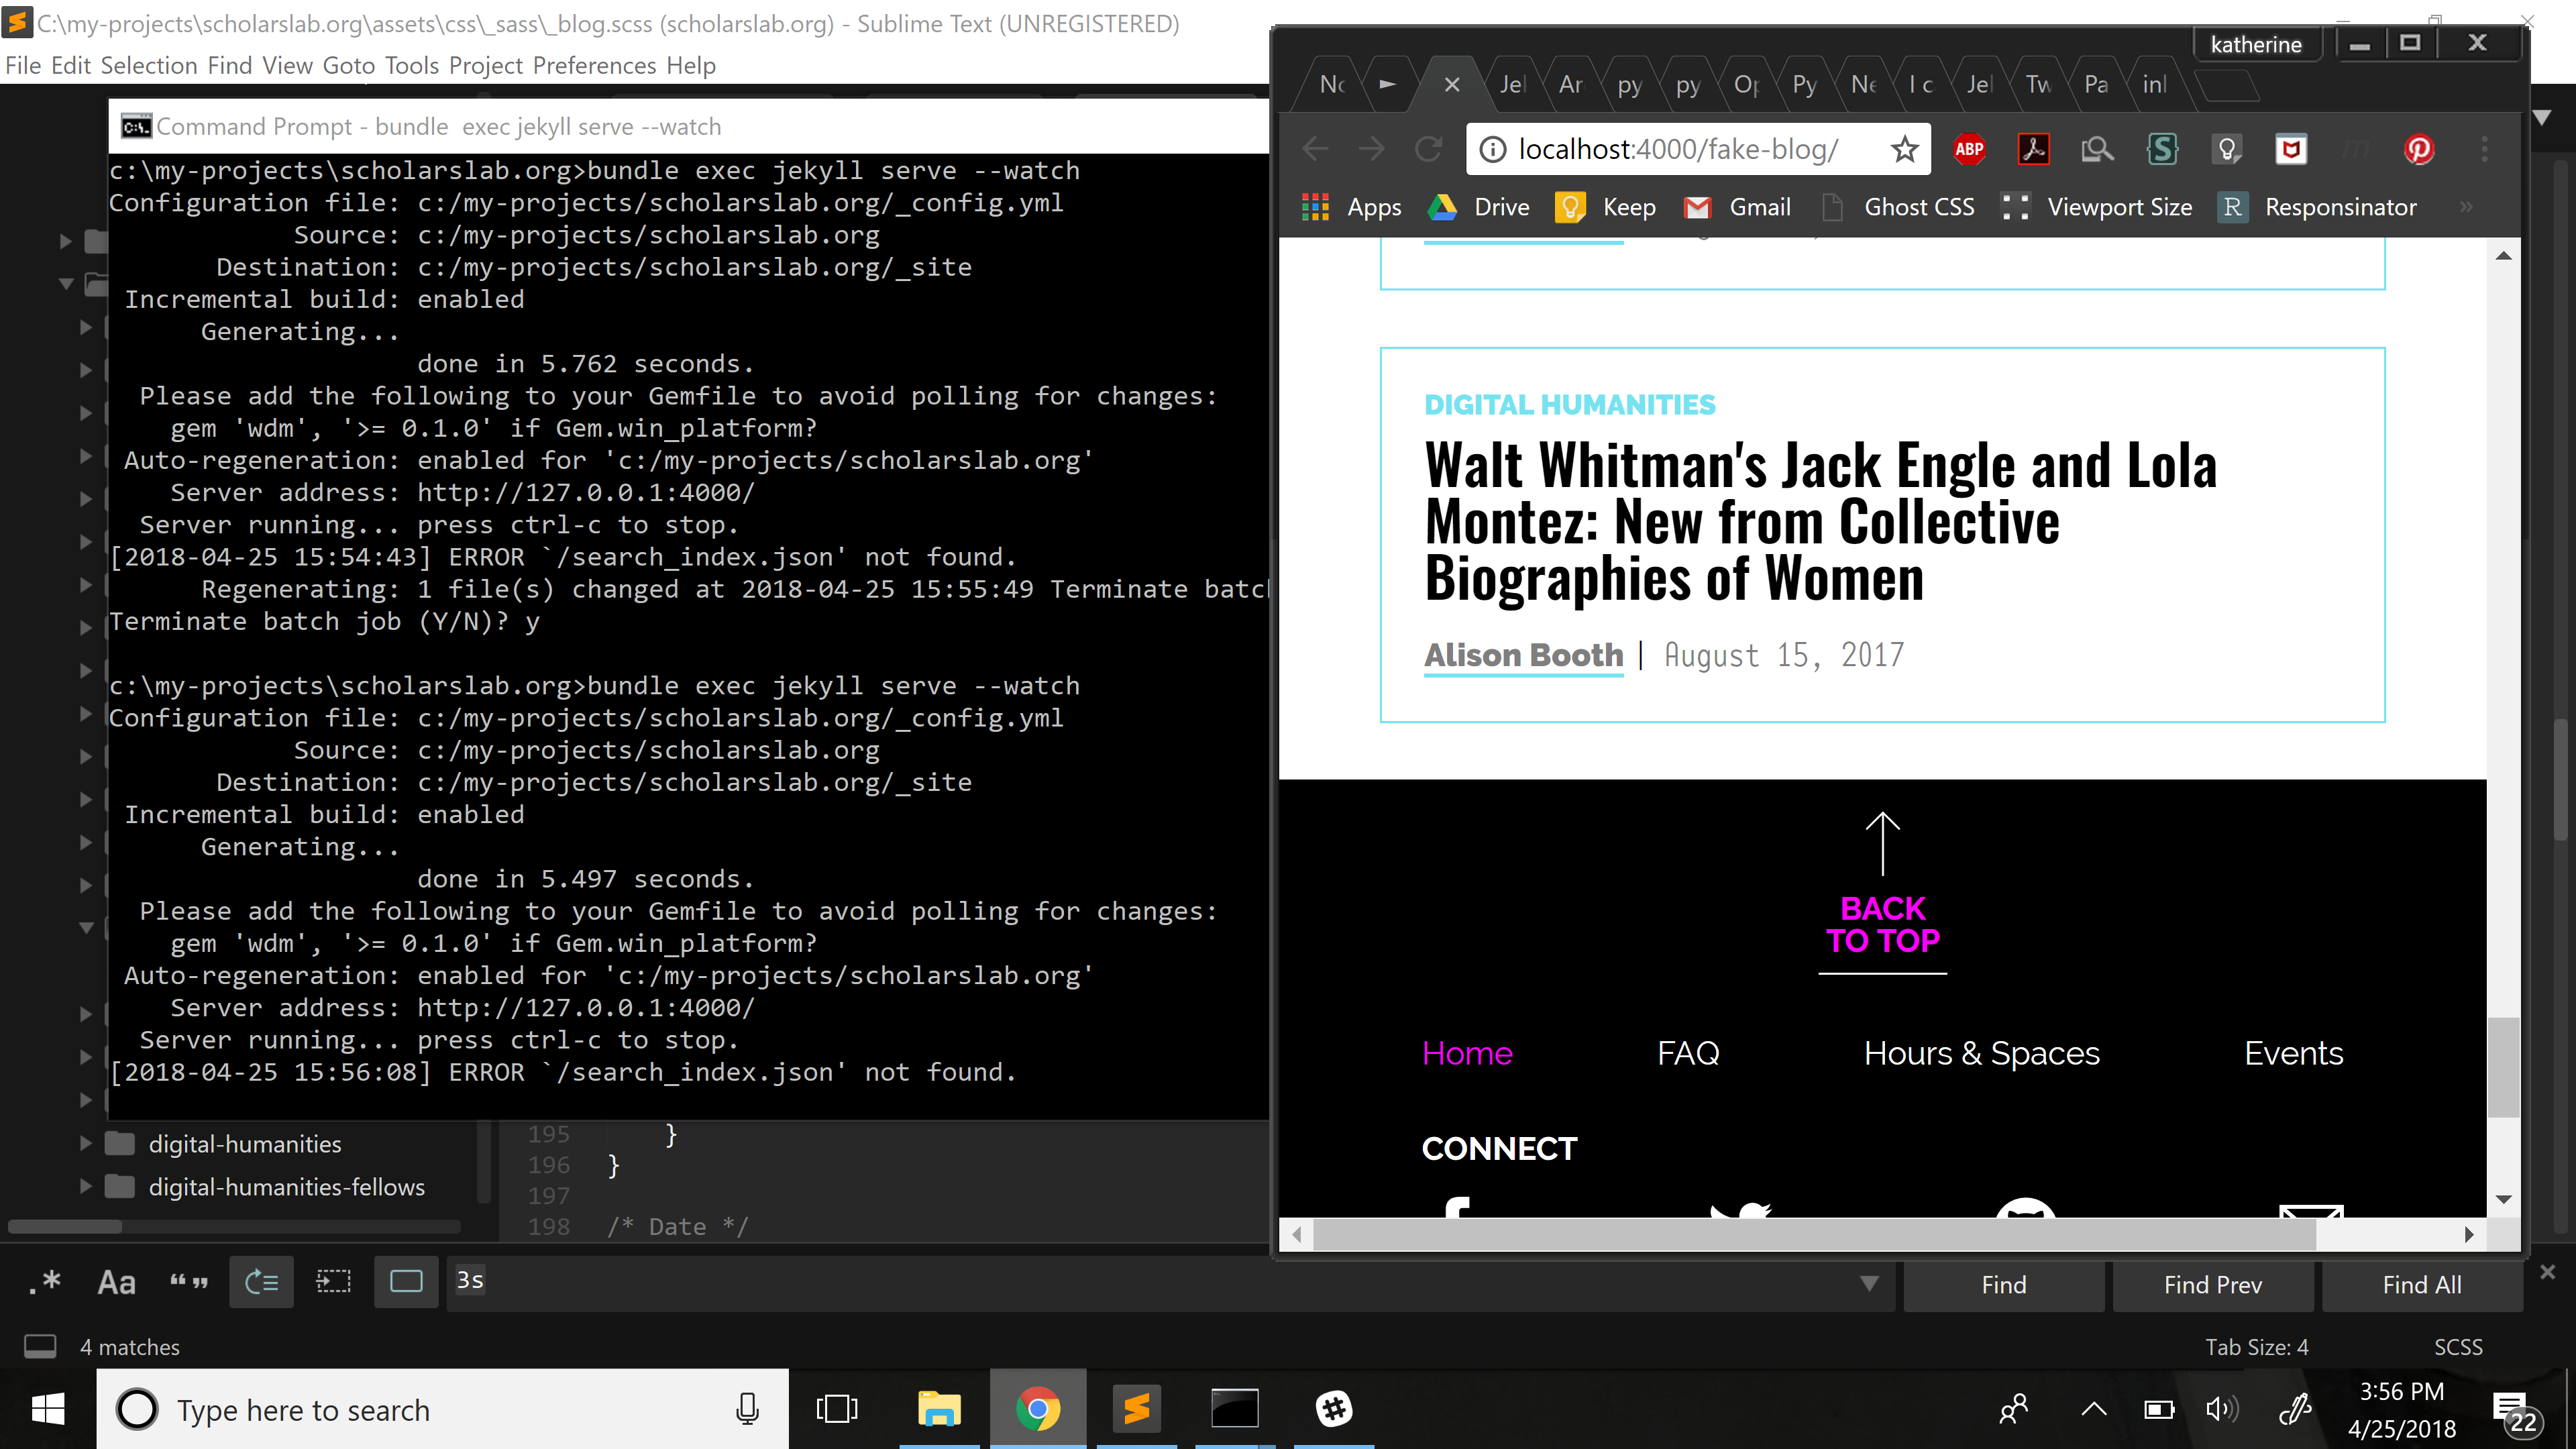 C:\my-projects\scholarslab.org\assets\css\_sass\_blog.scss (scholarslab.org) - Sublime Text (UNREGISTERED)
File Edit Selection Find View Goto Tools Project Preferences Help
Command Prompt - bundle  exec jekyll serve --watch
c:\my-projects\scholarslab.org>bundle exec jekyll serve --watch
Configuration file: c:/my-projects/scholarslab.org/_config.yml
Source: c:/my-projects/scholarslab.org
Destination: c:/my-projects/scholarslab.org/_site
Incremental build: enabled
Generating...
done in 5.762 seconds.
Please add the following to your Gemfile to avoid polling for changes:
gem 'wdm', '>= 0.1.0' if Gem.win_platform?
Auto-regeneration: enabled for 'c:/my-projects/scholarslab.org'
Server address: http://127.0.0.1:4000/
Server running... press ctrl-c to stop.
[2018-04-25 15:54:43] ERROR `/search_index.json' not found.
Regenerating: 1 file(s) changed at 2018-04-25 15:55:49 Terminate batc
Terminate batch job (Y/N)? y
c:\my-projects\scholarslab.org>bundle exec jekyll serve --watch
Configuration file: c:/my-projects/scholarslab.org/_config.yml
Source: c:/my-projects/scholarslab.org
Destination: c:/my-projects/scholarslab.org/_site
Incremental build: enabled
Generating...
done in 5.497 seconds.
Please add the following to your Gemfile to avoid polling for changes:
gem 'wdm', '>= 0.1.0' if Gem.win_platform?
Auto-regeneration: enabled for 'c:/my-projects/scholarslab.org'
Server address: http://127.0.0.1:4000/
Server running... press ctrl-c to stop.
[2018-04-25 15:56:08] ERROR `/search_index.json' not found.
digital-humanities
digital-humanities-fellows
195 }
196 }
197
198 /* Date */
katherine
Jel Ar py py Op Py Ne I c Jel Tw Pa inl
localhost:4000/fake-blog/
ABP
Apps Drive Keep Gmail Ghost CSS Viewport Size R Responsinator »
DIGITAL HUMANITIES
Walt Whitman's Jack Engle and Lola
Montez: New from Collective
Biographies of Women
Alison Booth | August 15, 2017
BACK
TO TOP
Home FAQ Hours & Spaces Events
CONNECT
.* Aa “” 3s Find Find Prev Find All
4 matches Tab Size: 4 SCSS
Type here to search
3:56 PM
4/25/2018
22